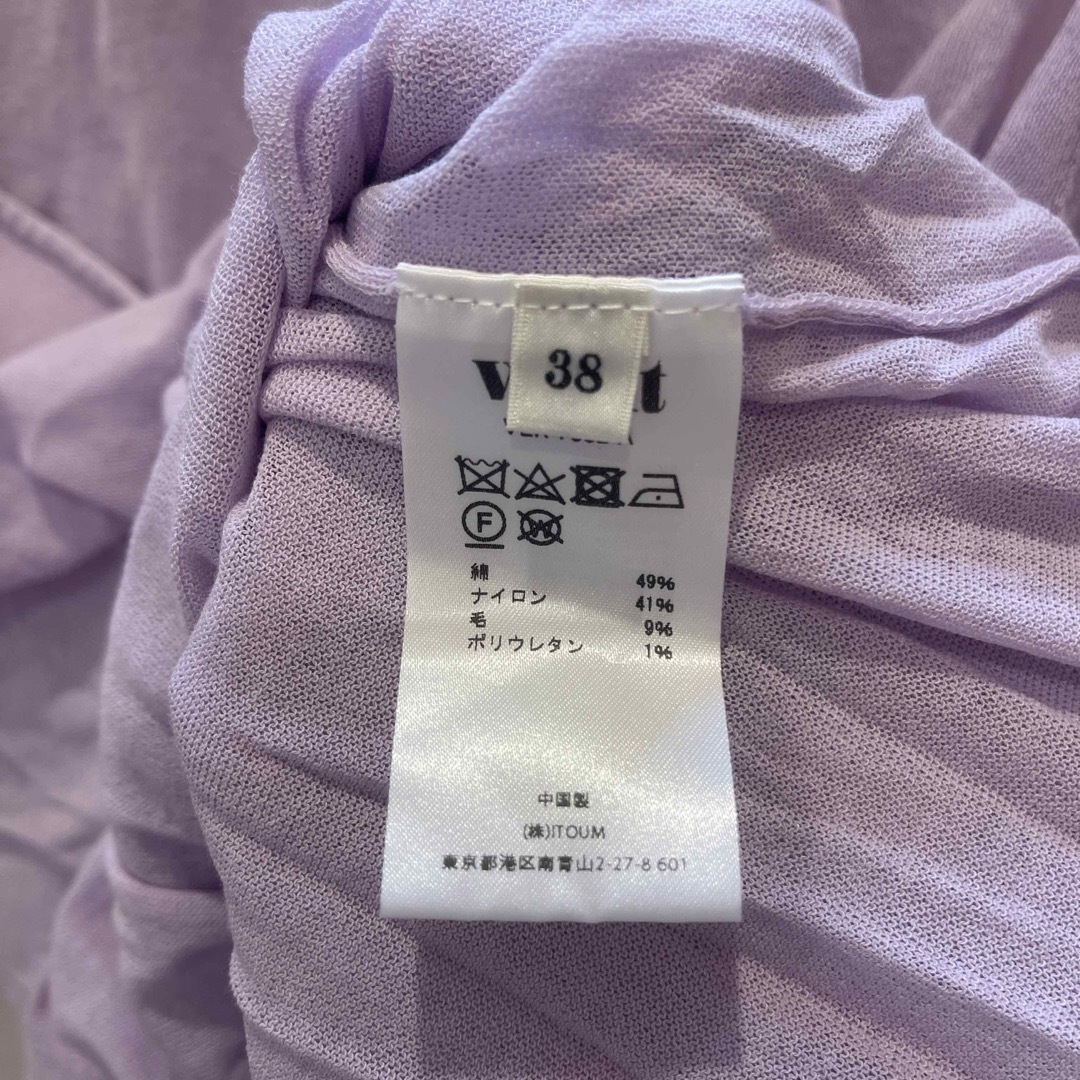 38
F
W
綿 49%
ナイロン 41%
毛 9%
ポリウレタン 1%
中国製
(株)ITOUM
東京都港区南青山2-27-8 601